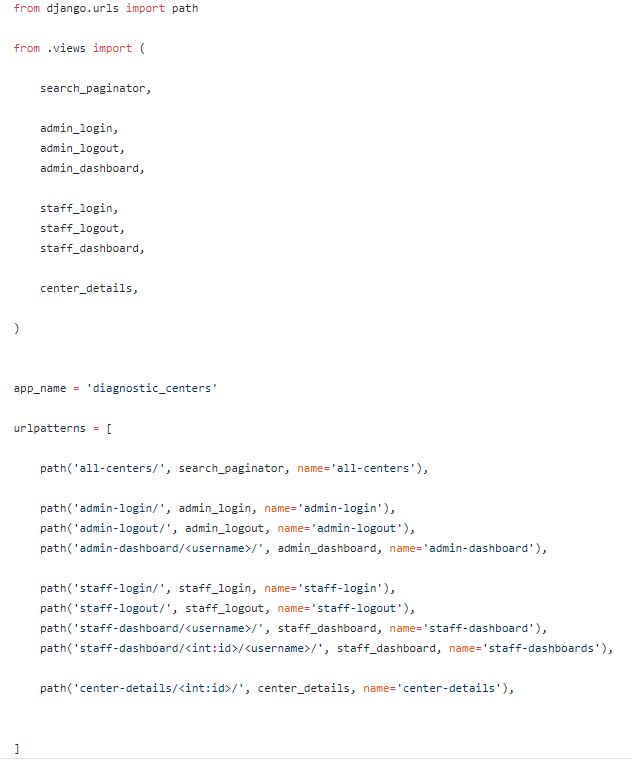 from django.urls import path
from .views import (
search_paginator,
admin_login,
admin_logout,
admin_dashboard,
staff_login,
staff_logout,
staff_dashboard,
center_details,
)
app_name = 'diagnostic_centers'
urlpatterns = [
path('all-centers/', search_paginator, name='all-centers'),
path('admin-login/', admin_login, name='admin-login'),
path('admin-logout/', admin_logout, name='admin-logout'),
path('admin-dashboard/<username>/', admin_dashboard, name='admin-dashboard'),
path('staff-login/', staff_login, name='staff-login'),
path('staff-logout/', staff_logout, name='staff-logout'),
path('staff-dashboard/<username>/', staff_dashboard, name='staff-dashboard'),
path('staff-dashboard/<int:id>/<username>/', staff_dashboard, name='staff-dashboards'),
path('center-details/<int:id>/', center_details, name='center-details'),
]